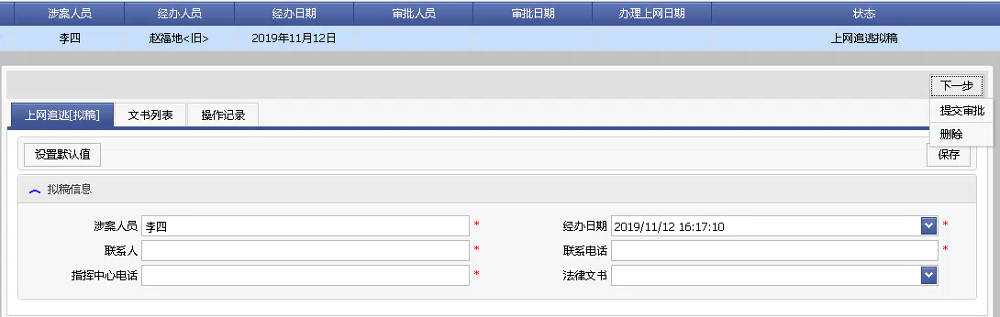 涉案人员 经办人员 经办日期 审批人员 审批日期 办理上网日期 状态
李四 赵福地<旧> 2019年11月12日 上网追逃拟稿
下一步
提交审批
上网追逃[拟稿] 文书列表 操作记录
删除
设置默认值 保存
拟稿信息
涉案人员 李四 * 经办日期 2019/11/12 16:17:10 *
联系人 * 联系电话 *
指挥中心电话 * 法律文书